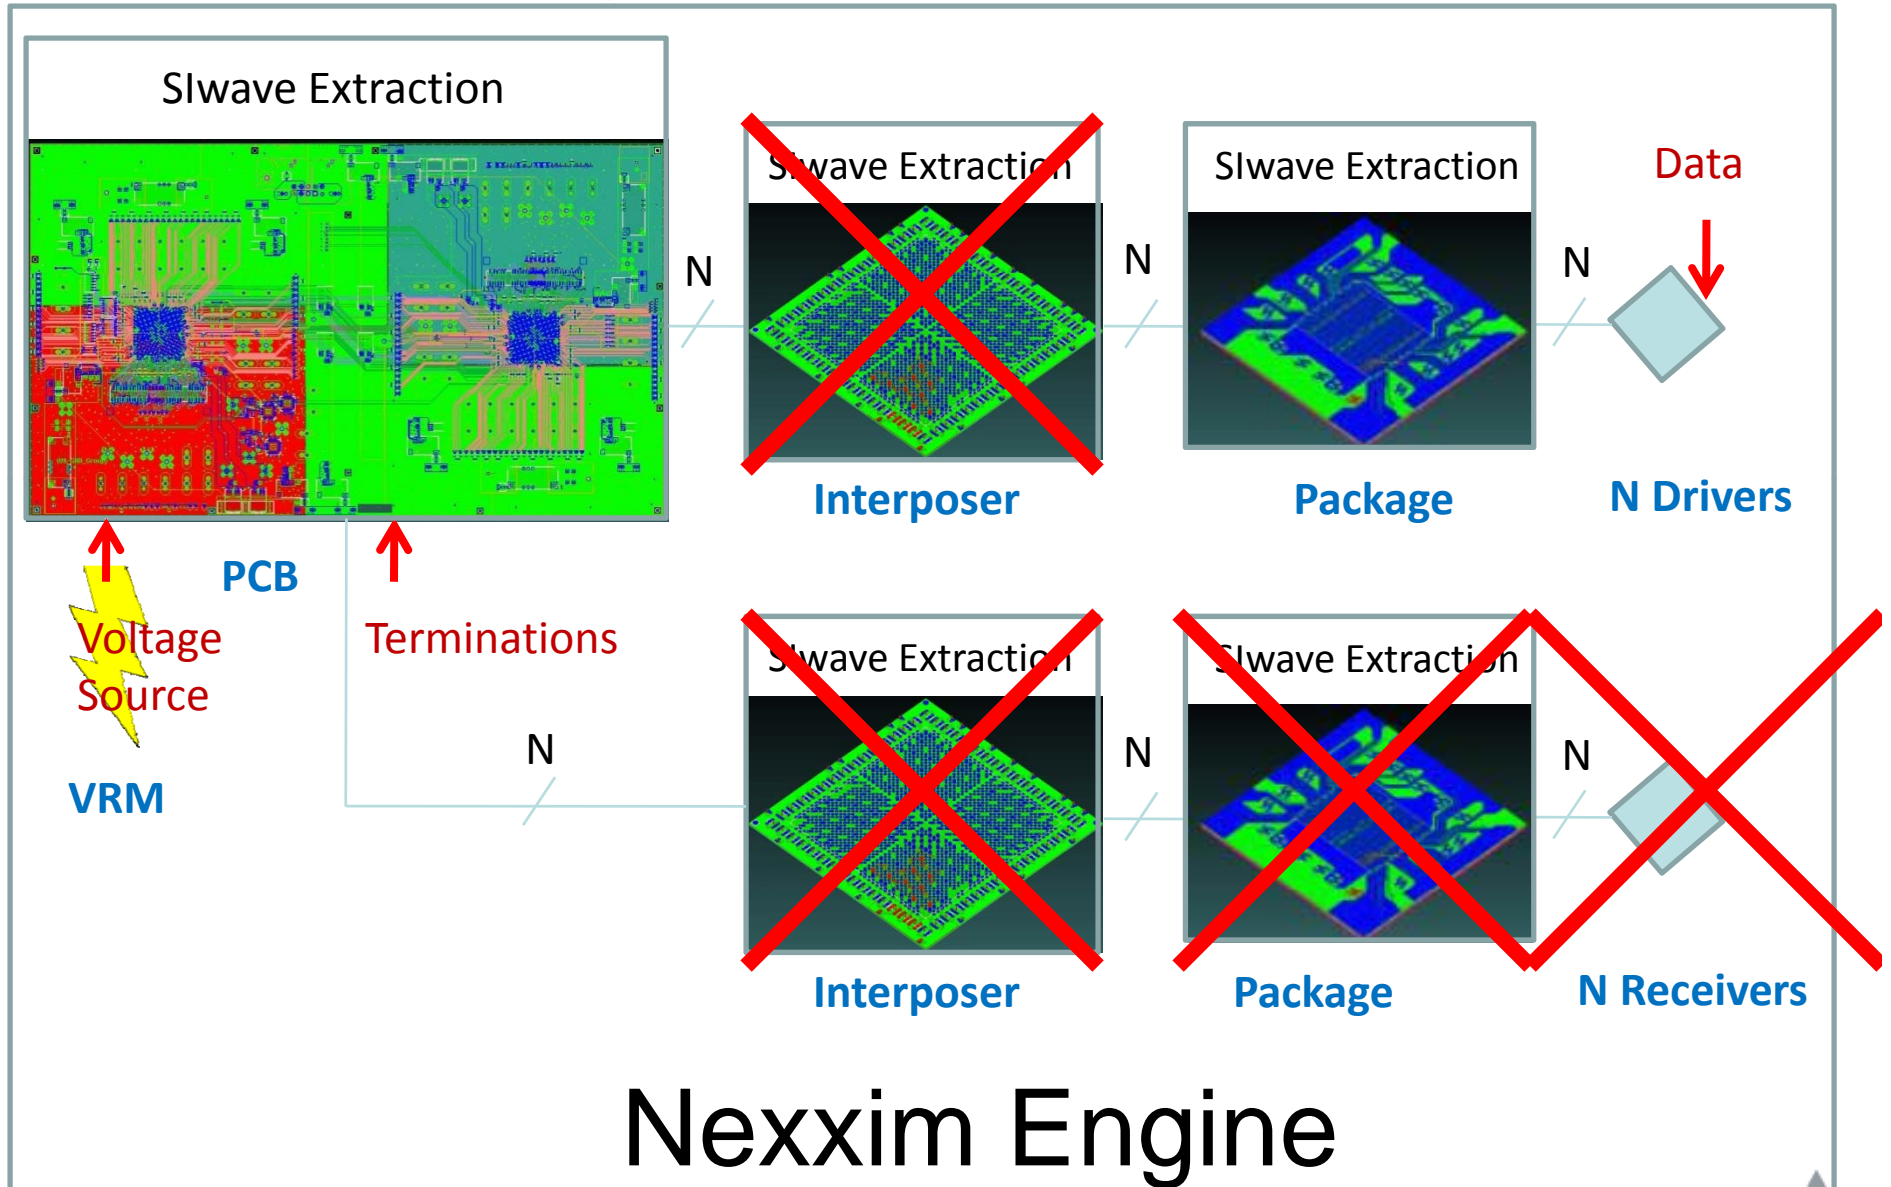 SIwave Extraction
SIwave Extraction
SIwave Extraction
Data
N
N
N
Interposer
Package
N Drivers
PCB
Voltage
Source
Terminations
SIwave Extraction
SIwave Extraction
VRM
N
N
N
Interposer
Package
N Receivers
Nexxim Engine